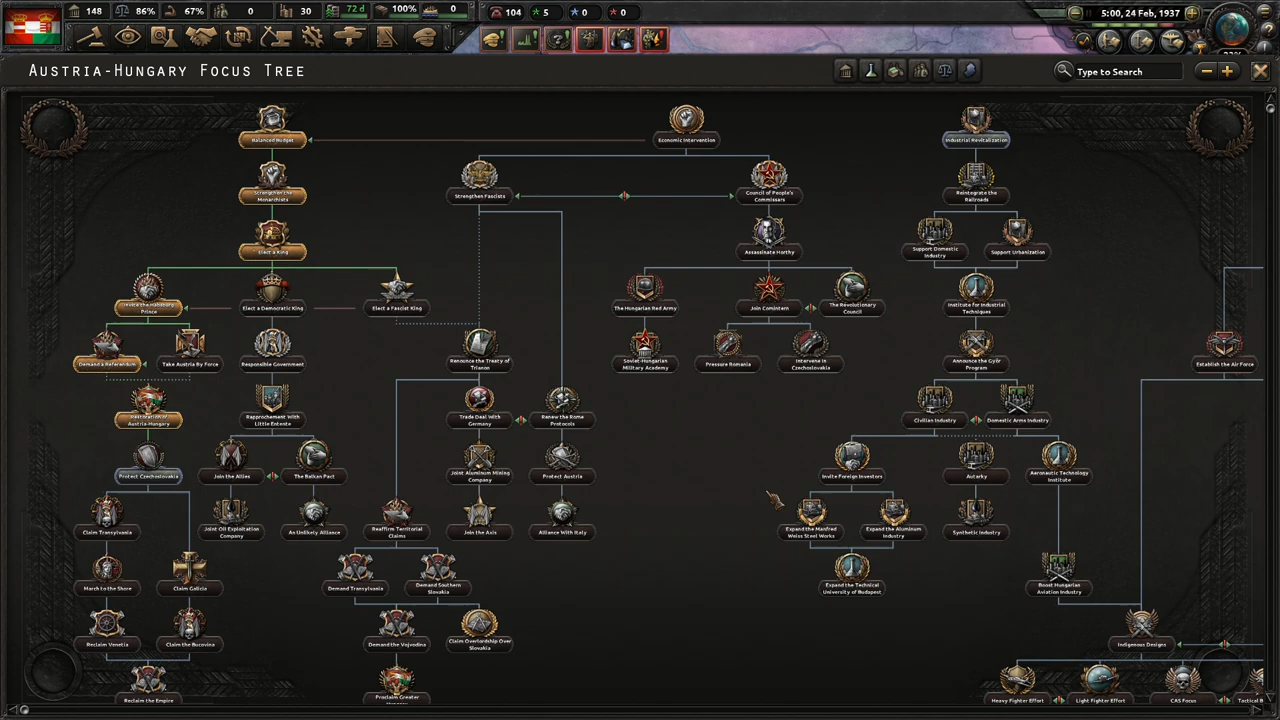 148
86%
67%
0
30
72 d
100%
0
104
5
0
0
5:00, 24 Feb, 1937
Austria-Hungary Focus Tree
Type to Search
Balanced Budget
Economic Intervention
Industrial Revitalization
Strengthen the
Monarchists
Strengthen Fascists
Council of People's
Commissars
Reintegrate the
Railroads
Elect a King
Assassinate Horthy
Support Domestic
Industry
Support Urbanization
Invite the Habsburg
Prince
Elect a Democratic King
Elect a Fascist King
The Hungarian Red Army
Join Comintern
The Revolutionary
Council
Institute for Industrial
Techniques
Demand a Referendum
Take Austria By Force
Responsible Government
Renounce the Treaty of
Trianon
Soviet-Hungarian
Military Academy
Pressure Romania
Intervene in
Czechoslovakia
Announce the Győr
Program
Establish the Air Force
Restoration of
Austria-Hungary
Rapprochement With
Little Entente
Trade Deal With
Germany
Renew the Rome
Protocols
Civilian Industry
Domestic Arms Industry
Protect Czechoslovakia
Join the Allies
The Balkan Pact
Joint Aluminum Mining
Company
Protect Austria
Invite Foreign Investors
Autarky
Aeronautic Technology
Institute
Claim Transylvania
Joint Oil Exploitation
Company
An Unlikely Alliance
Reaffirm Territorial
Claims
Join the Axis
Alliance With Italy
Expand the Manfred
Weiss Steel Works
Expand the Aluminum
Industry
Synthetic Industry
March to the Shore
Claim Galicia
Demand Transylvania
Demand Southern
Slovakia
Expand the Technical
University of Budapest
Boost Hungarian
Aviation Industry
Reclaim Venetia
Claim the Bucovina
Demand the Vojvodina
Claim Overlordship Over
Slovakia
Indigenous Designs
Reclaim the Empire
Proclaim Greater
Heavy Fighter Effort
Light Fighter Effort
CAS Focus